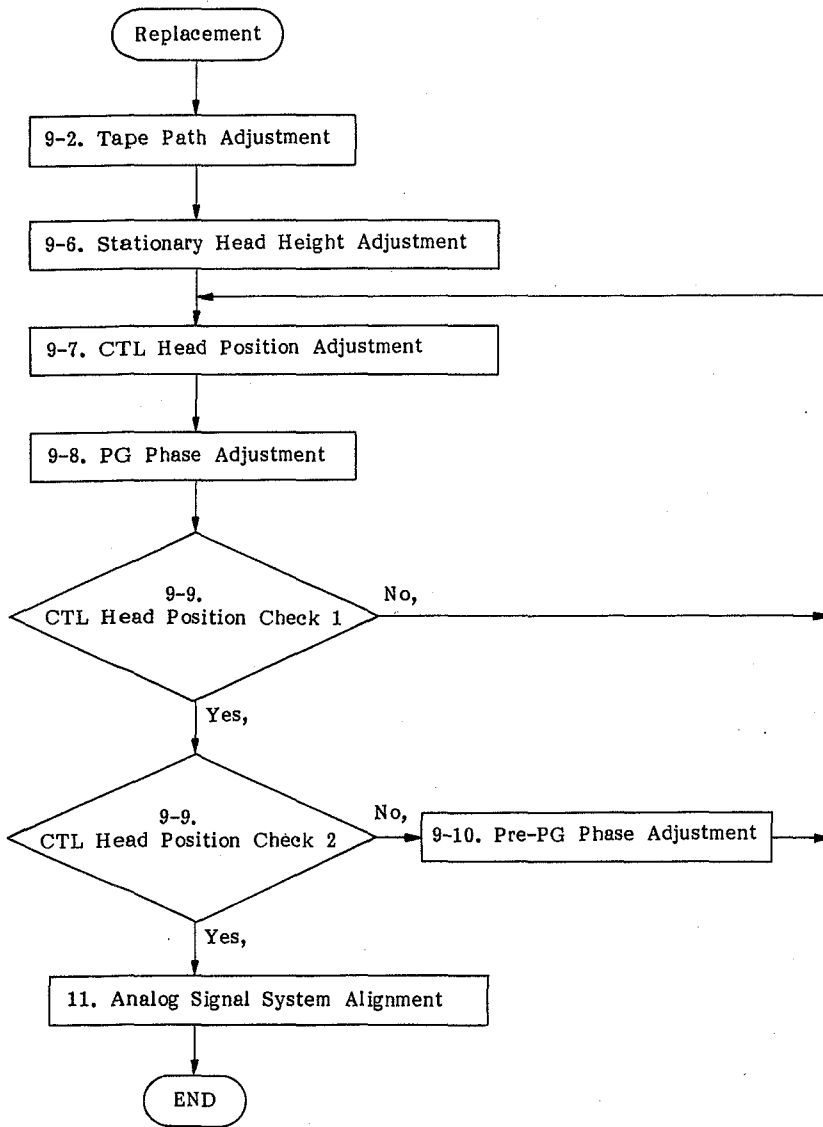 Replacement
9-2. Tape Path Adjustment
9-6. Stationary Head Height Adjustment
9-7. CTL Head Position Adjustment
9-8. PG Phase Adjustment
9-9.
CTL Head Position Check 1
No,
Yes,
9-9.
CTL Head Position Check 2
No,
9-10. Pre-PG Phase Adjustment
Yes,
11. Analog Signal System Alignment
END